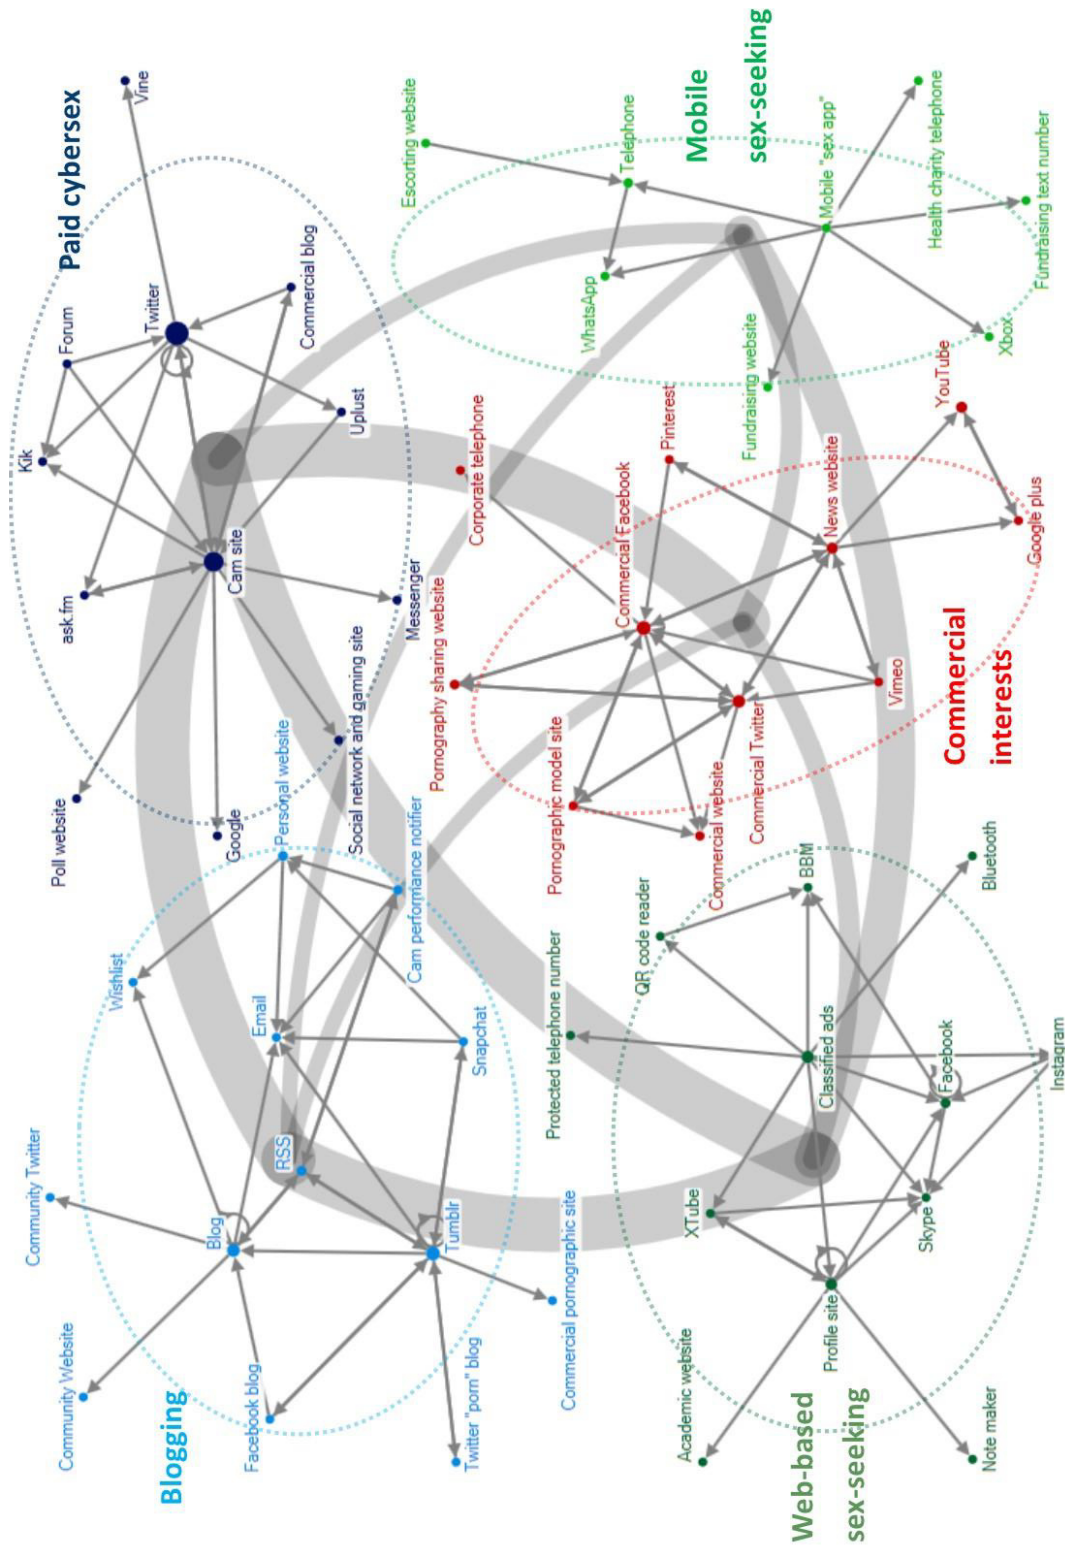 Blogging
Community Website
Community Twitter
Facebook blog
Blog
Wishlist
RSS
Email
Personal website
Twitter "porn" blog
Tumblr
Snapchat
Cam performance notifier
Commercial pornographic site
Paid cybersex
Poll website
ask.fm
Kik
Forum
Twitter
Vine
Google
Cam site
Commercial blog
Uplust
Messenger
Social network and gaming site
Web-based
sex-seeking
Academic website
XTube
Protected telephone number
QR code reader
BBM
Profile site
Classified ads
Skype
Facebook
Note maker
Instagram
Bluetooth
Commercial
interests
Pornography sharing website
Corporate telephone
Pornographic model site
Commercial Facebook
Pinterest
Commercial website
Commercial Twitter
News website
Vimeo
YouTube
Google plus
Mobile
sex-seeking
Escorting website
Telephone
WhatsApp
Fundraising website
Mobile "sex app"
Xbox
Health charity telephone
Fundraising text number